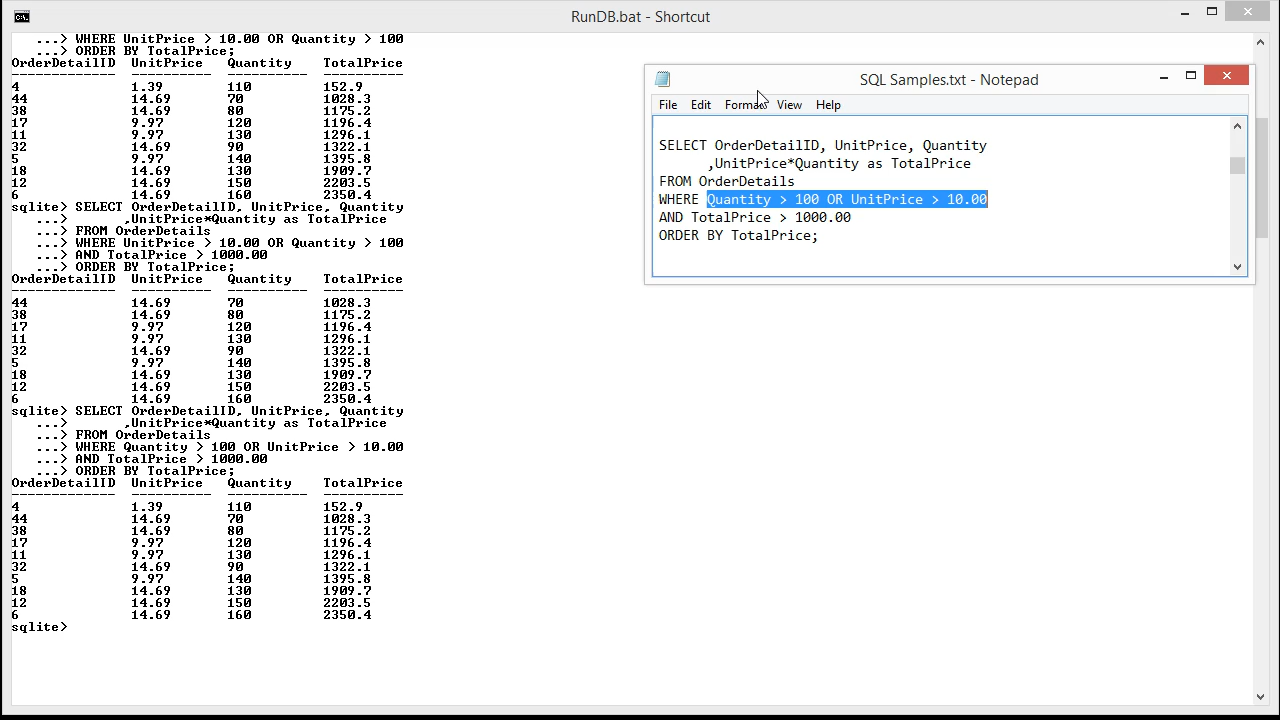 RunDB.bat - Shortcut
...> WHERE UnitPrice > 10.00 OR Quantity > 100
...> ORDER BY TotalPrice;
OrderDetailID UnitPrice Quantity TotalPrice
------------- ---------- ---------- ----------
4 1.39 110 152.9
44 14.69 70 1028.3
38 14.69 80 1175.2
17 9.97 120 1196.4
11 9.97 130 1296.1
32 14.69 90 1322.1
5 9.97 140 1395.8
18 14.69 130 1909.7
12 14.69 150 2203.5
6 14.69 160 2350.4
sqlite> SELECT OrderDetailID, UnitPrice, Quantity
...> ,UnitPrice*Quantity as TotalPrice
...> FROM OrderDetails
...> WHERE UnitPrice > 10.00 OR Quantity > 100
...> AND TotalPrice > 1000.00
...> ORDER BY TotalPrice;
OrderDetailID UnitPrice Quantity TotalPrice
------------- ---------- ---------- ----------
44 14.69 70 1028.3
38 14.69 80 1175.2
17 9.97 120 1196.4
11 9.97 130 1296.1
32 14.69 90 1322.1
5 9.97 140 1395.8
18 14.69 130 1909.7
12 14.69 150 2203.5
6 14.69 160 2350.4
sqlite> SELECT OrderDetailID, UnitPrice, Quantity
...> ,UnitPrice*Quantity as TotalPrice
...> FROM OrderDetails
...> WHERE Quantity > 100 OR UnitPrice > 10.00
...> AND TotalPrice > 1000.00
...> ORDER BY TotalPrice;
OrderDetailID UnitPrice Quantity TotalPrice
------------- ---------- ---------- ----------
4 1.39 110 152.9
44 14.69 70 1028.3
38 14.69 80 1175.2
17 9.97 120 1196.4
11 9.97 130 1296.1
32 14.69 90 1322.1
5 9.97 140 1395.8
18 14.69 130 1909.7
12 14.69 150 2203.5
6 14.69 160 2350.4
sqlite>
SQL Samples.txt - Notepad
File Edit Format View Help
SELECT OrderDetailID, UnitPrice, Quantity
,UnitPrice*Quantity as TotalPrice
FROM OrderDetails
WHERE Quantity > 100 OR UnitPrice > 10.00
AND TotalPrice > 1000.00
ORDER BY TotalPrice;